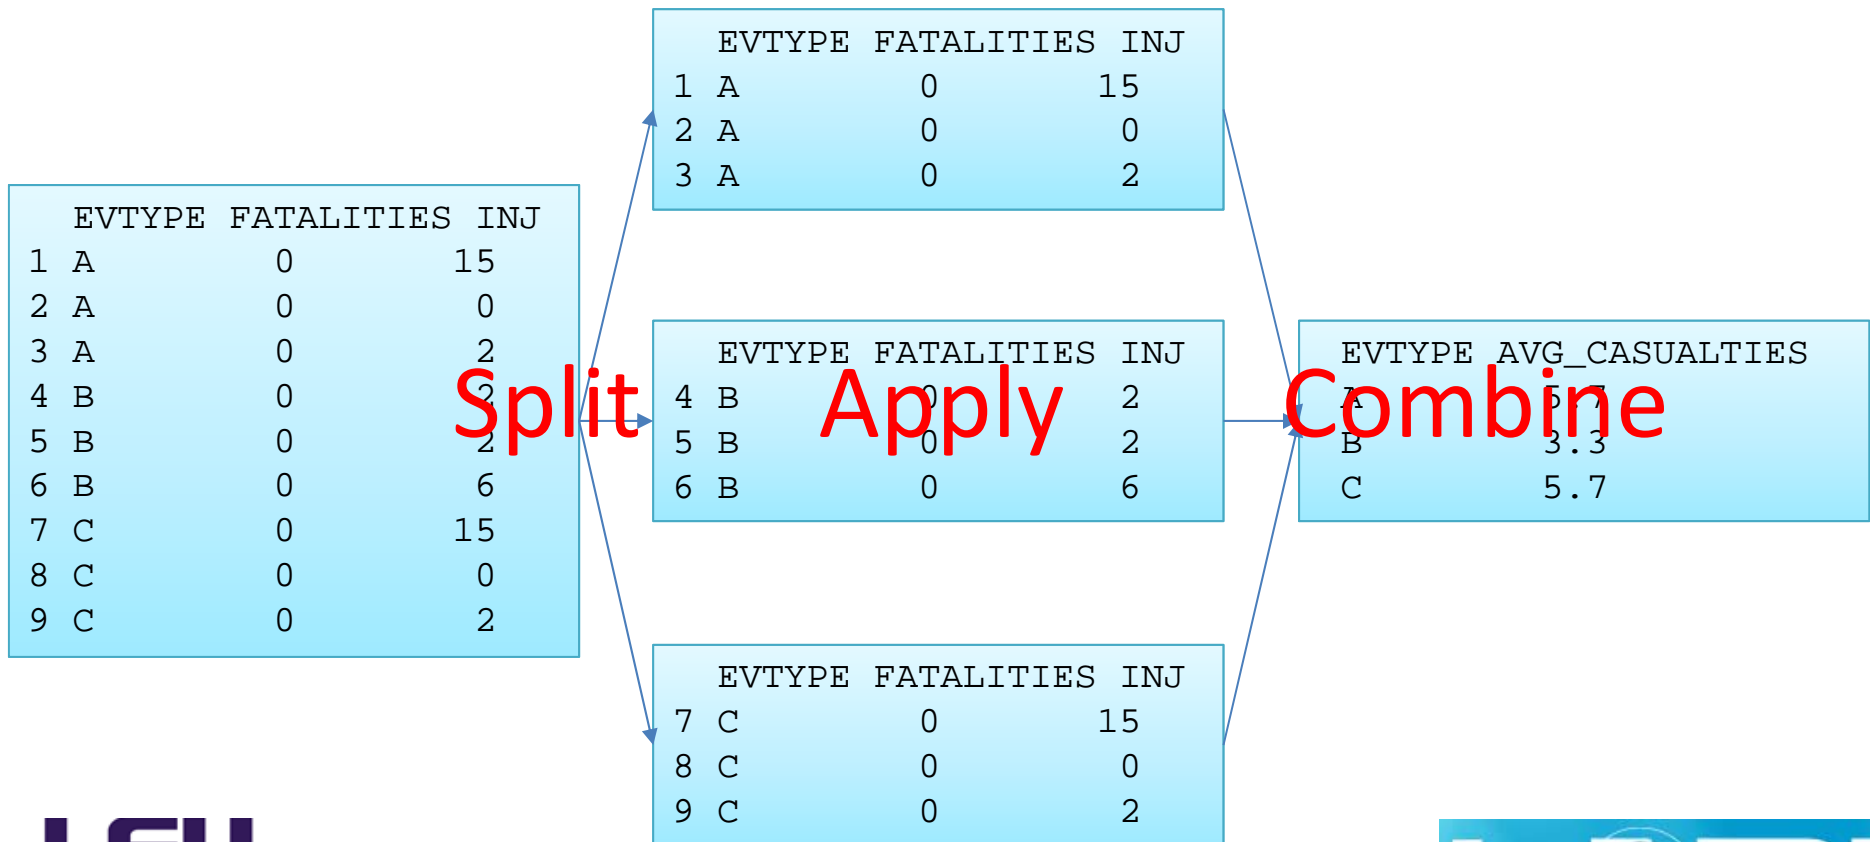 EVTYPE FATALITIES INJ
1 A 0 15
2 A 0 0
3 A 0 2
4 B 0 2
5 B 0 2
6 B 0 6
7 C 0 15
8 C 0 0
9 C 0 2
Split
EVTYPE FATALITIES INJ
1 A 0 15
2 A 0 0
3 A 0 2
EVTYPE FATALITIES INJ
4 B 0 2
5 B 0 2
6 B 0 6
Apply
EVTYPE FATALITIES INJ
7 C 0 15
8 C 0 0
9 C 0 2
EVTYPE AVG_CASUALTIES
A 5.7
B 3.3
C 5.7
Combine